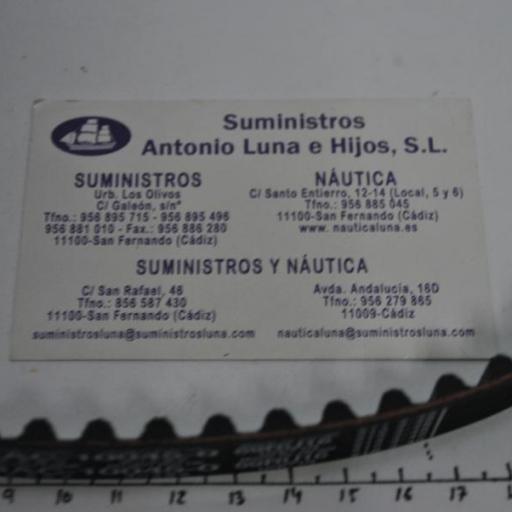 Suministros
Antonio Luna e Hijos, S.L.
SUMINISTROS
Urb. Los Olivos
C/ Galeón, s/nº
Tfno.: 956 895 715 - 956 895 496
956 881 010 - Fax.: 956 886 280
11100-San Fernando (Cádiz)
NÁUTICA
C/ Santo Entierro, 12-14 (Local, 5 y 6)
Tfno.: 956 885 045
11100-San Fernando (Cádiz)
www. nauticaluna.es
SUMINISTROS Y NÁUTICA
C/ San Rafael, 48
Tfno.: 856 587 430
11100-San Fernando (Cádiz)
suministrosluna@suministrosluna.com
Avda. Andalucía, 16D
Tfno.: 956 279 865
11009-Cádiz
nauticaluna@suministrosluna.com
9 10 11 12 13 14 15 16 17